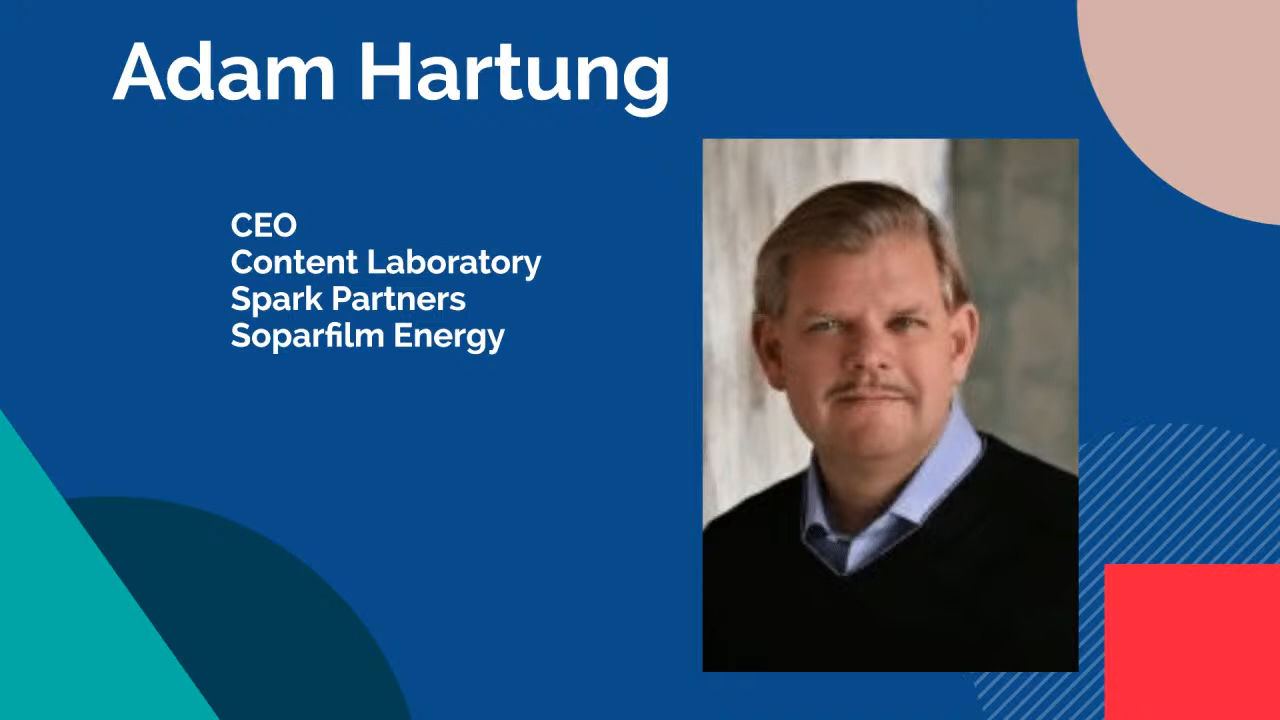 Adam Hartung
CEO
Content Laboratory
Spark Partners
Soparfilm Energy